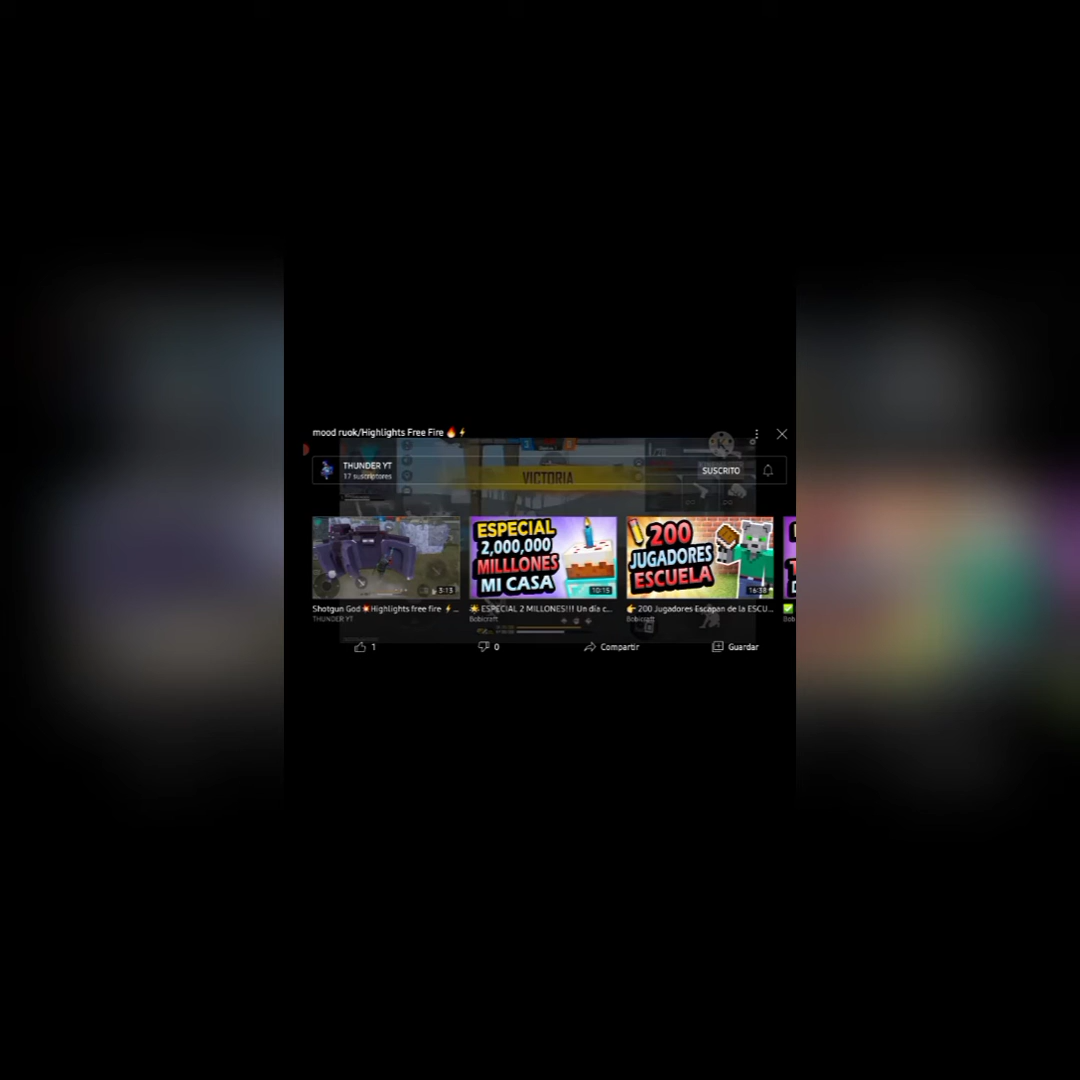 mood ruok/Highlights Free Fire 🔥⚡
THUNDER YT
17 suscriptores
VICTORIA
SUSCRITO
3:13
ESPECIAL
2,000,000
MILLLONES
MI CASA
10:15
200
JUGADORES
ESCUELA
16:38
Shotgun God💥Highlights free fire ⚡...
THUNDER YT
🌟ESPECIAL 2 MILLONES!!! Un día c...
Bobicraft
👉200 Jugadores Escapan de la ESCU...
Bobicraft
✅
Bob
1
0
Compartir
Guardar